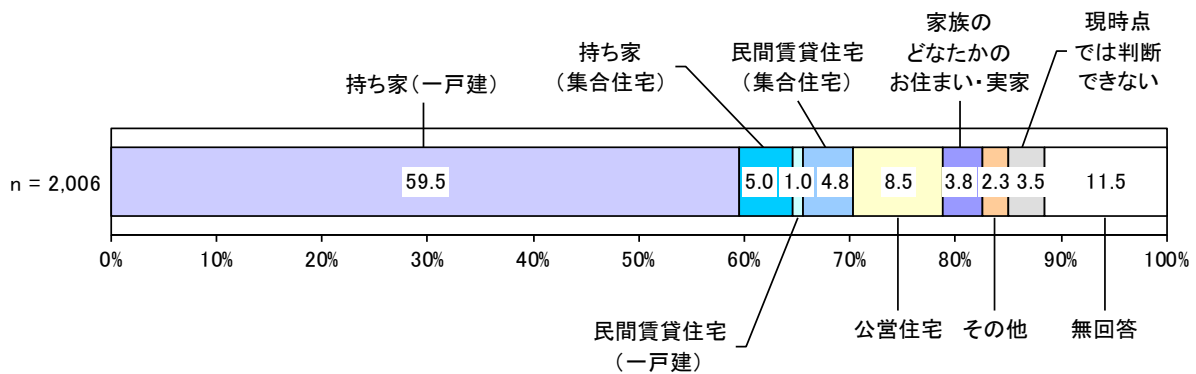 家族の
どなたかの
お住まい・実家
現時点
では判断
できない
持ち家
（集合住宅）
民間賃貸住宅
（集合住宅）
持ち家（一戸建）
n = 2,006
59.5
5.0
1.0
4.8
8.5
3.8
2.3
3.5
11.5
0%
10%
20%
30%
40%
50%
60%
70%
80%
90%
100%
民間賃貸住宅
（一戸建）
公営住宅
その他
無回答